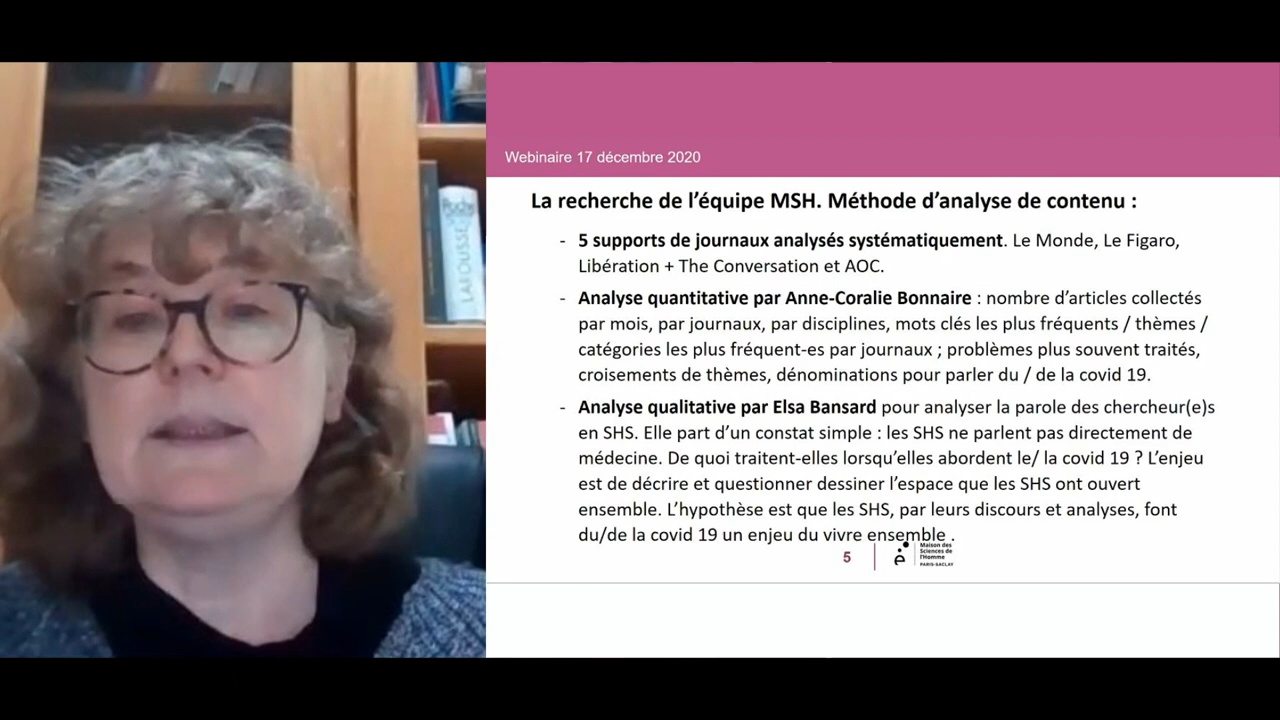 Webinaire 17 décembre 2020
La recherche de l'équipe MSH. Méthode d'analyse de contenu :
- 5 supports de journaux analysés systématiquement. Le Monde, Le Figaro,
Libération + The Conversation et AOC.
- Analyse quantitative par Anne-Coralie Bonnaire : nombre d'articles collectés
par mois, par journaux, par disciplines, mots clés les plus fréquents / thèmes /
catégories les plus fréquent-es par journaux ; problèmes plus souvent traités,
croisements de thèmes, dénominations pour parler du / de la covid 19.
- Analyse qualitative par Elsa Bansard pour analyser la parole des chercheur(e)s
en SHS. Elle part d'un constat simple : les SHS ne parlent pas directement de
médecine. De quoi traitent-elles lorsqu'elles abordent le/ la covid 19 ? L'enjeu
est de décrire et questionner dessiner l'espace que les SHS ont ouvert
ensemble. L'hypothèse est que les SHS, par leurs discours et analyses, font
du/de la covid 19 un enjeu du vivre ensemble .
5
Maison des
Sciences de
l'Homme
PARIS-SACLAY
Poche
LAROUSSE